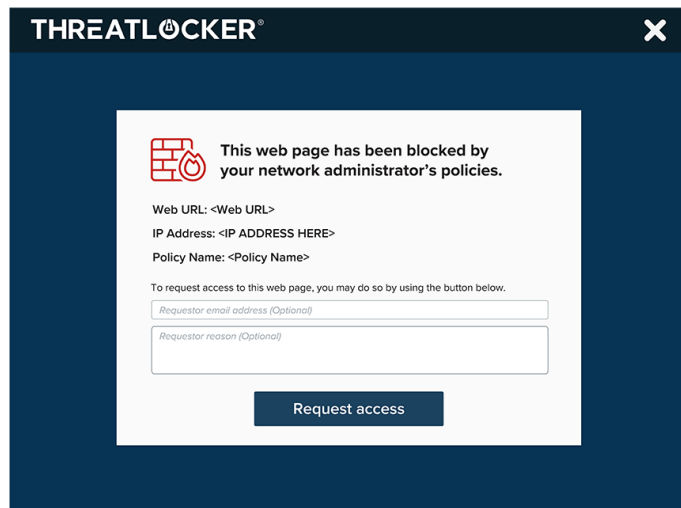 THREATLOCKER®
This web page has been blocked by
your network administrator's policies.
Web URL: <Web URL>
IP Address: <IP ADDRESS HERE>
Policy Name: <Policy Name>
To request access to this web page, you may do so by using the button below.
Requestor email address (Optional)
Requestor reason (Optional)
Request access